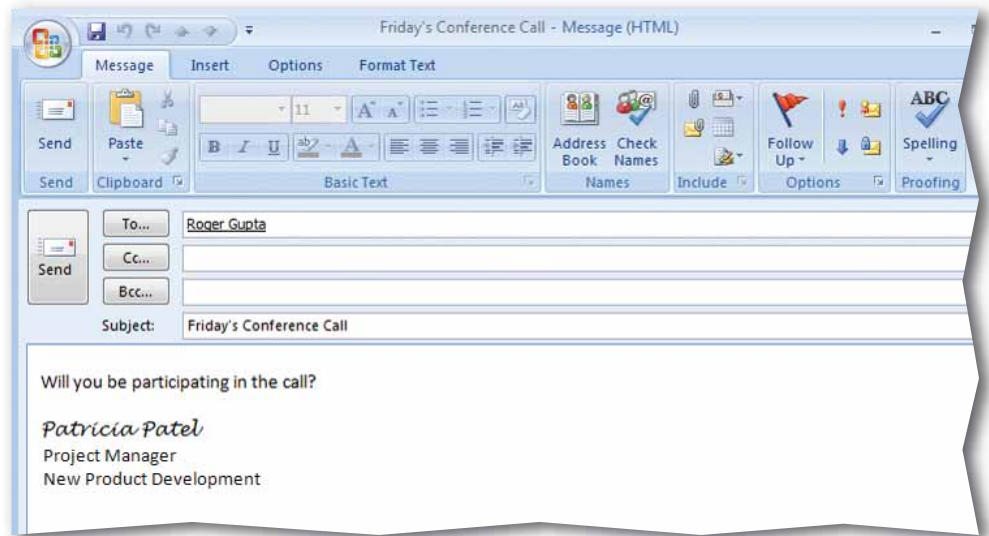 Friday's Conference Call - Message (HTML)
Message Insert Options Format Text
Send Paste 11 A A B I U ab A Address Book Check Names Follow Up ABC Spelling
Send Clipboard Basic Text Names Include Options Proofing
Send
To... Roger Gupta
Cc...
Bcc...
Subject: Friday's Conference Call
Will you be participating in the call?
Patricia Patel
Project Manager
New Product Development